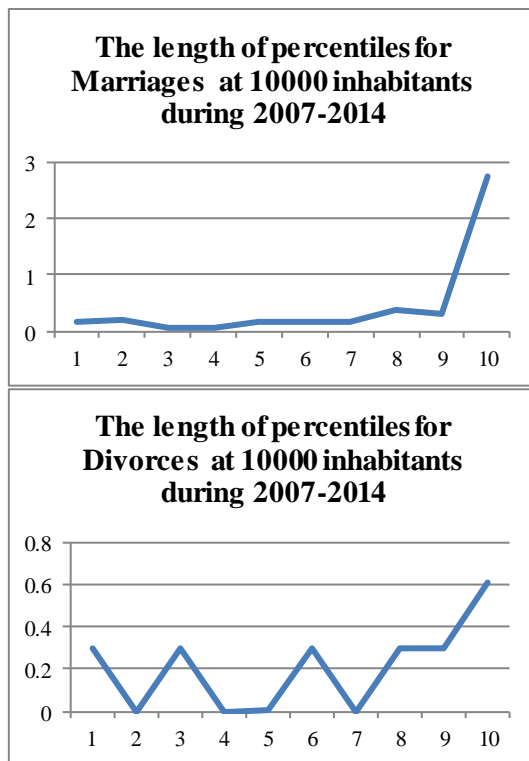 The length of percentiles for
Marriages at 10000 inhabitants
during 2007-2014
3
2
1
0
1 2 3 4 5 6 7 8 9 10
The length of percentiles for
Divorces at 10000 inhabitants
during 2007-2014
0.8
0.6
0.4
0.2
0
1 2 3 4 5 6 7 8 9 10